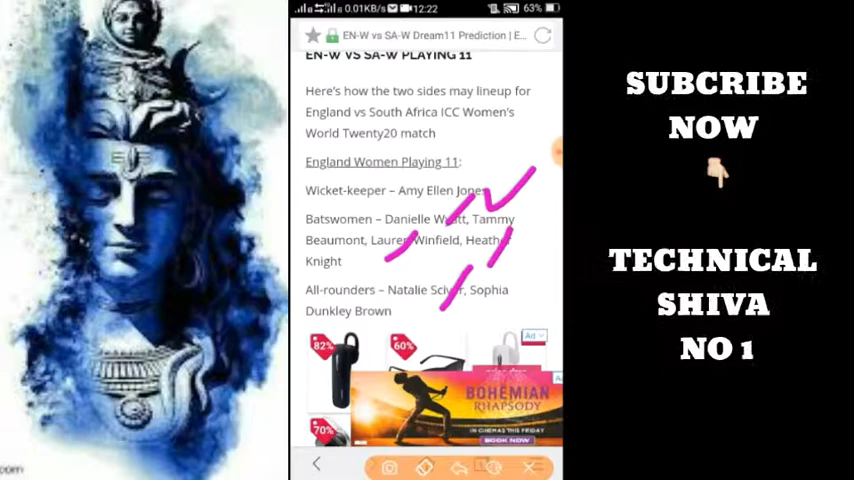 0.01KB/s 12:22 63%
EN-W vs SA-W Dream11 Prediction | E...
EN-W VS SA-W PLAYING 11
Here's how the two sides may lineup for
England vs South Africa ICC Women's
World Twenty20 match
England Women Playing 11:
Wicket-keeper – Amy Ellen Jones
Batswomen – Danielle Wyatt, Tammy
Beaumont, Lauren Winfield, Heather
Knight
All-rounders – Natalie Sciver, Sophia
Dunkley Brown
82%
60%
Ad
70%
BOHEMIAN
RHAPSODY
IN CINEMAS THIS FRIDAY
BOOK NOW
SUBCRIBE
NOW
TECHNICAL
SHIVA
NO 1